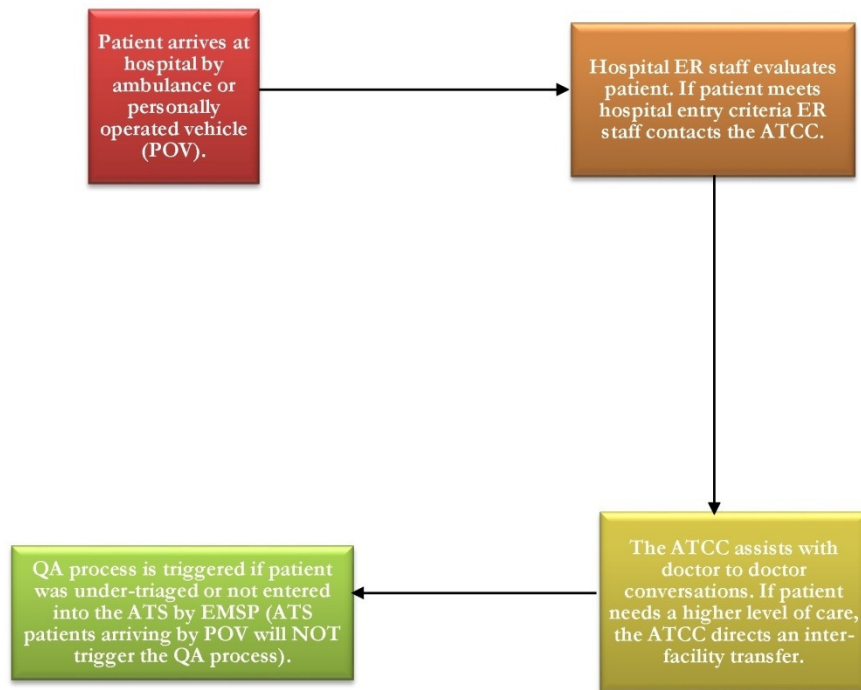 Patient arrives at
hospital by
ambulance or
personally
operated vehicle
(POV).
Hospital ER staff evaluates
patient. If patient meets
hospital entry criteria ER
staff contacts the ATCC.
The ATCC assists with
doctor to doctor
conversations. If patient
needs a higher level of care,
the ATCC directs an inter-
facility transfer.
QA process is triggered if patient
was under-triaged or not entered
into the ATS by EMSP (ATS
patients arriving by POV will NOT
trigger the QA process).